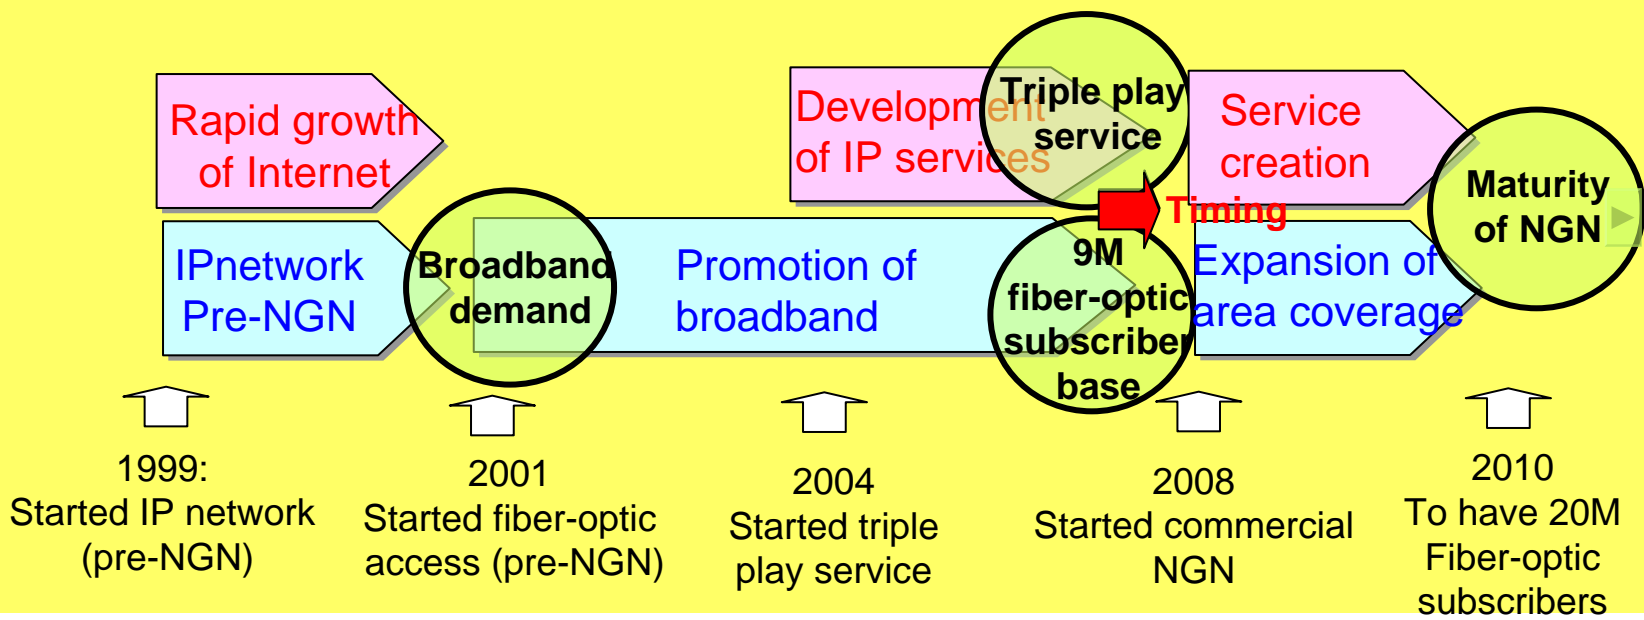 Rapid growth
of Internet
IPnetwork
Pre-NGN
Broadband
demand
Development
of IP services
Triple play
service
Promotion of
broadband
Timing
9M
fiber-optic
subscriber
base
Service
creation
Expansion of
area coverage
Maturity
of NGN
1999:
Started IP network
(pre-NGN)
2001
Started fiber-optic
access (pre-NGN)
2004
Started triple
play service
2008
Started commercial
NGN
2010
To have 20M
Fiber-optic
subscribers